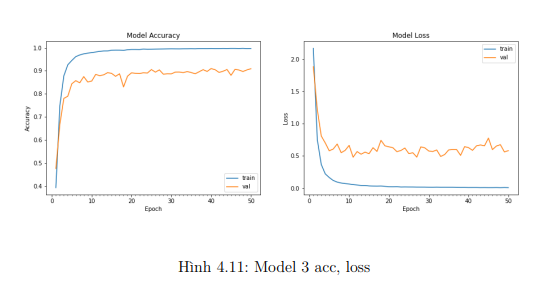 Model Accuracy
1.0
0.9
0.8
0.7
0.6
0.5
0.4
Accuracy
0
10
20
30
40
50
Epoch
train
val
Model Loss
2.0
1.5
1.0
0.5
0.0
Loss
0
10
20
30
40
50
Epoch
train
val
Hình 4.11: Model 3 acc, loss